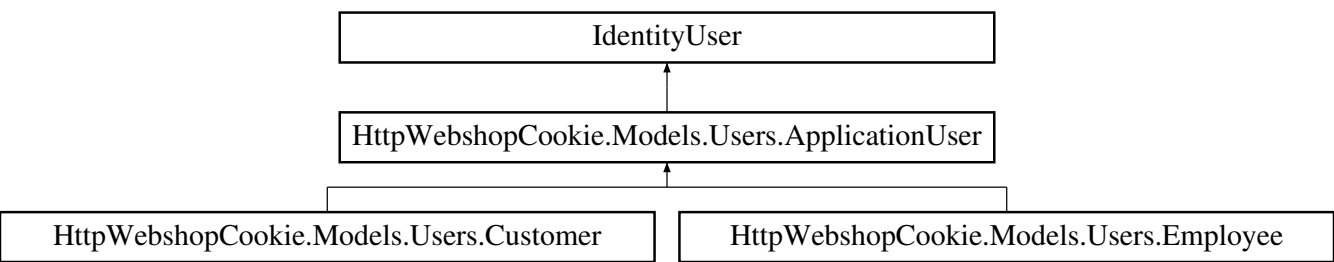 IdentityUser
HttpWebshopCookie.Models.Users.ApplicationUser
HttpWebshopCookie.Models.Users.Customer
HttpWebshopCookie.Models.Users.Employee